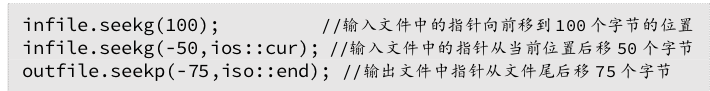 infile.seekg(100); //输入文件中的指针向前移到100个字节的位置
infile.seekg(-50,ios::cur); //输入文件中的指针从当前位置后移50个字节
outfile.seekp(-75,iso::end); //输出文件中指针从文件尾后移75个字节